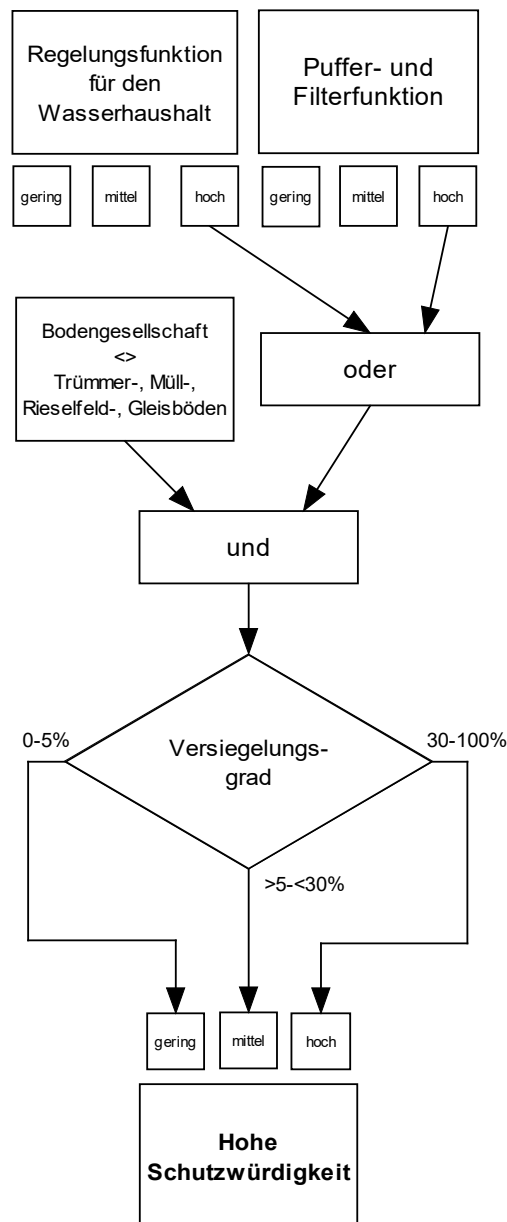 Regelungsfunktion
für den
Wasserhaushalt
Puffer- und
Filterfunktion
gering
mittel
hoch
gering
mittel
hoch
Bodengesellschaft
<>
Trümmer-, Müll-,
Rieselfeld-, Gleisböden
oder
und
0-5%
Versiegelungs-
grad
30-100%
>5-<30%
gering
mittel
hoch
Hohe
Schutzwürdigkeit